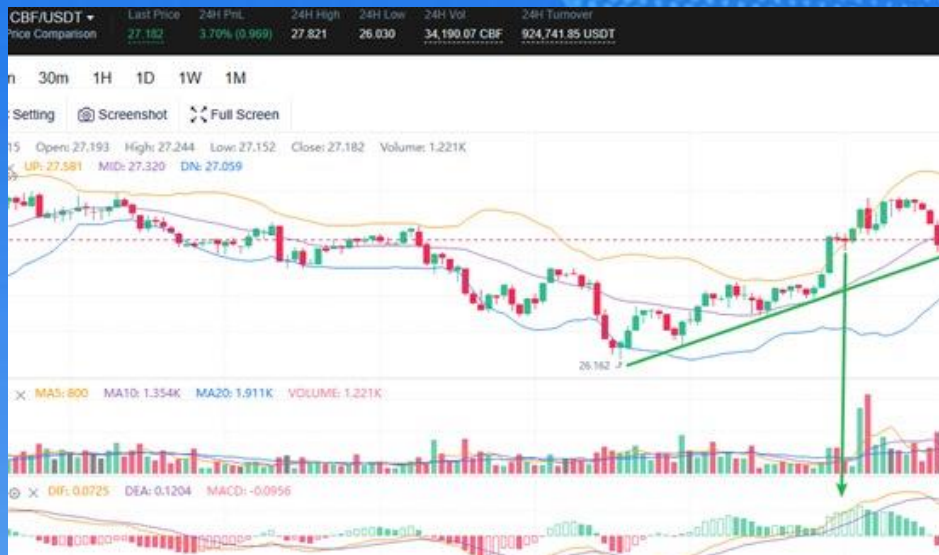 CBF/USDT Last Price 24H PnL 24H High 24H Low 24H Vol 24H Turnover
Price Comparison 27.182 3.70% (0.969) 27.821 26.030 34,190.07 CBF 924,741.85 USDT
30m 1H 1D 1W 1M
Setting Screenshot Full Screen
15 Open: 27.193 High: 27.244 Low: 27.152 Close: 27.182 Volume: 1.221K
UP: 27.581 MID: 27.320 DN: 27.059
26.162
MA5: 800 MA10: 1.354K MA20: 1.911K VOLUME: 1.221K
DIF: 0.0725 DEA: 0.1204 MACD: -0.0956